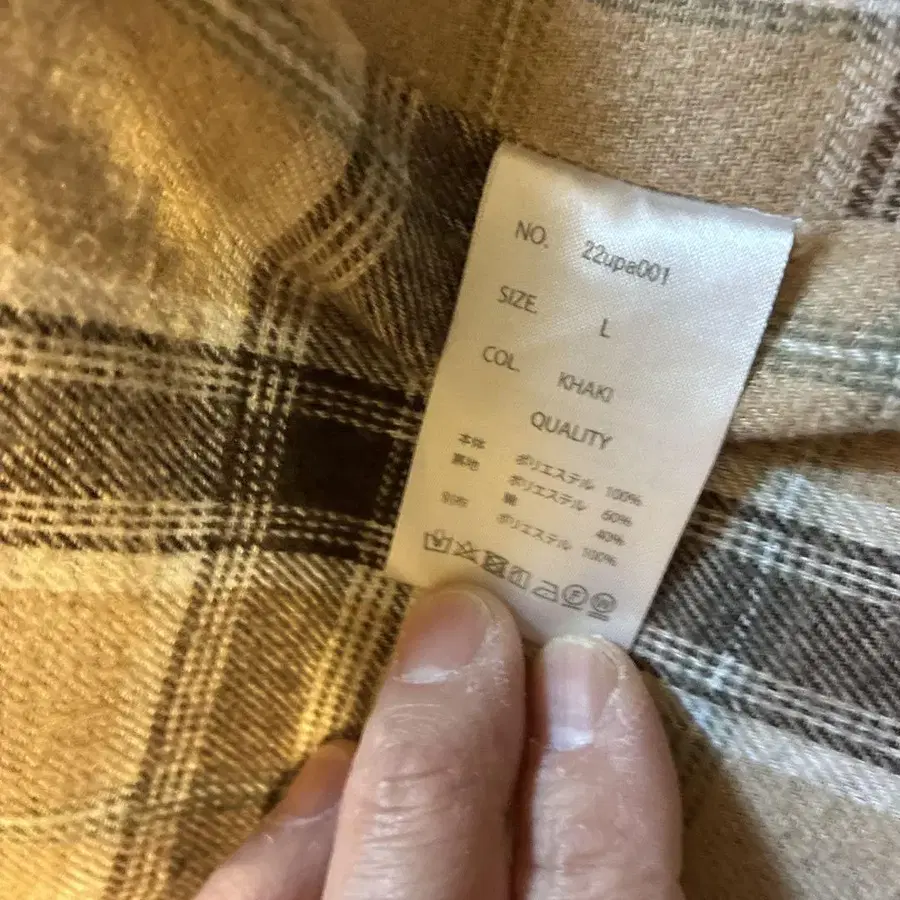 NO. 22upa001
SIZE. L
COL. KHAKI
QUALITY
本体 ポリエステル 100%
裏地 ポリエステル 60%
綿 40%
別布 ポリエステル 100%